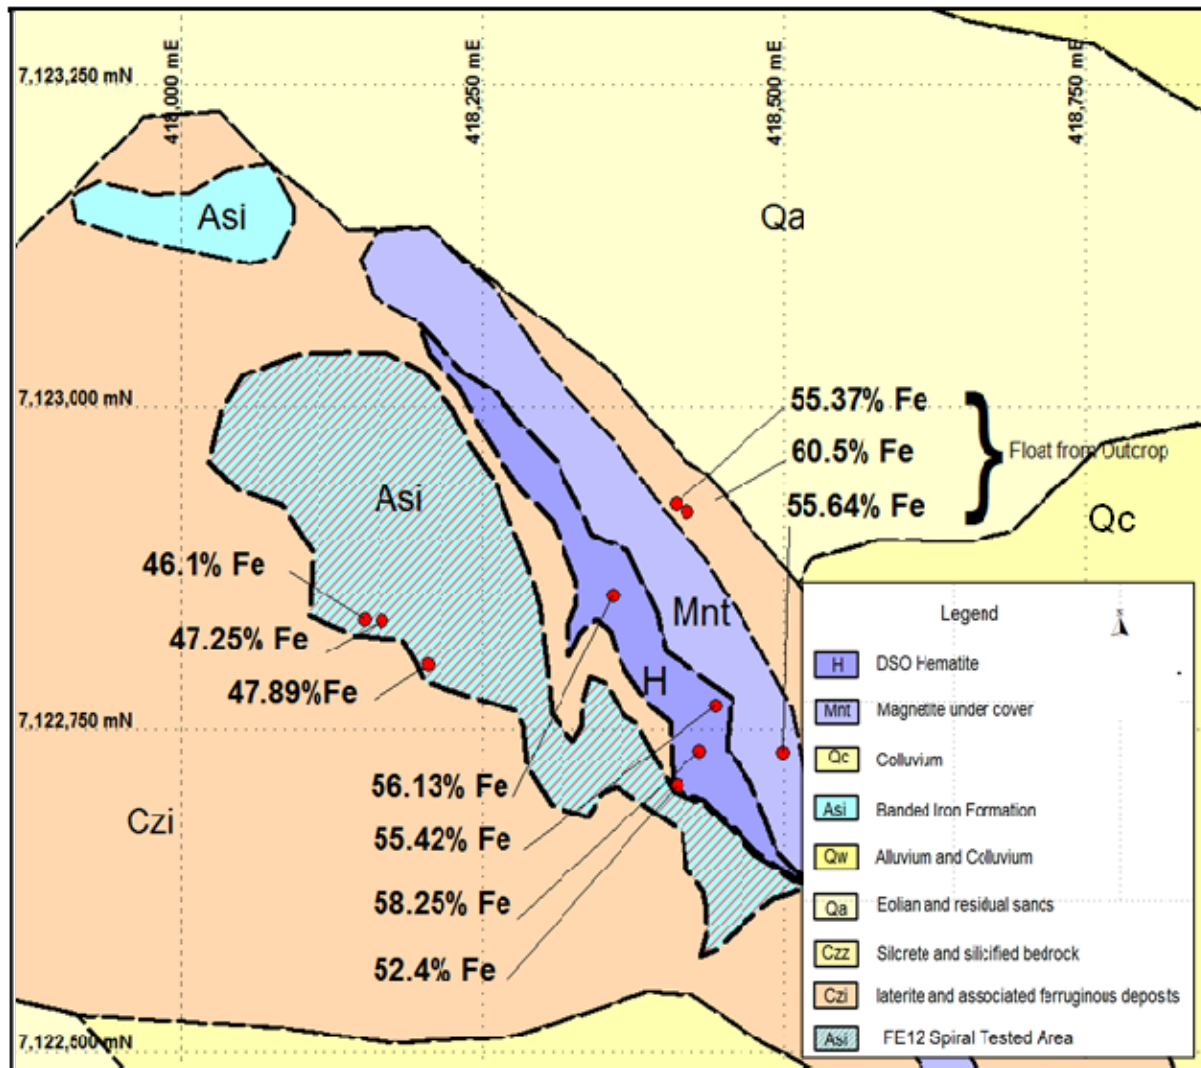 7,123,250 mN
418,000 mE
418,250 mE
418,500 mE
418,750 mE
Asi
Qa
7,123,000 mN
55.37% Fe
60.5% Fe
55.64% Fe
Float from Outcrop
Asi
Qc
46.1% Fe
47.25% Fe
47.89%Fe
Mnt
H
7,122,750 mN
56.13% Fe
55.42% Fe
58.25% Fe
52.4% Fe
Czi
7,122,500 mN
Legend
N
H DSO Hematite
Mnt Magnetite under cover
Qc Colluvium
Asi Banded Iron Formation
Qw Alluvium and Colluvium
Qa Eolian and residual sands
Czz Silcrete and silicified bedrock
Czi laterite and associated ferruginous deposits
Asi FE12 Spiral Tested Area